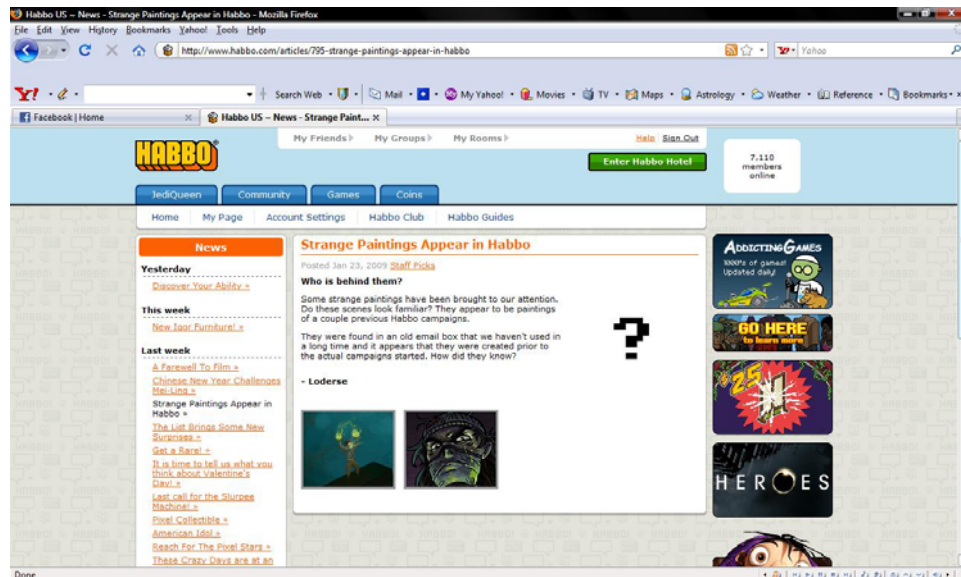 Habbo US ~ News - Strange Paintings Appear in Habbo - Mozilla Firefox
File Edit View History Bookmarks Yahoo! Tools Help
http://www.habbo.com/articles/795-strange-paintings-appear-in-habbo
Yahoo
Y! Search Web Mail My Yahoo! Movies TV Maps Astrology Weather Reference Bookmarks
Facebook | Home
Habbo US ~ News - Strange Paint...
My Friends My Groups My Rooms
Help Sign Out
HABBO
Enter Habbo Hotel
7,110
members
online
JediQueen Community Games Coins
Home My Page Account Settings Habbo Club Habbo Guides
News
Yesterday
Discover Your Ability »
This week
New Igor Furniture! »
Last week
A Farewell To Film »
Chinese New Year Challenges
Mei-Ling »
Strange Paintings Appear in
Habbo »
The List Brings Some New
Surprises »
Get a Rare! »
It is time to tell us what you
think about Valentine's
Day! »
Last call for the Slurpee
Machine! »
Pixel Collectible »
American Idol »
Reach For The Pixel Stars »
These Crazy Days are at an
Strange Paintings Appear in Habbo
Posted Jan 23, 2009 Staff Picks
Who is behind them?
Some strange paintings have been brought to our attention.
Do these scenes look familiar? They appear to be paintings
of a couple previous Habbo campaigns.
They were found in an old email box that we haven't used in
a long time and it appears that they were created prior to
the actual campaigns started. How did they know?
- Loderse
?
ADDICTING GAMES
1000's of games!
Updated daily!
GO HERE
to learn more
$25
H
HEROES
Done